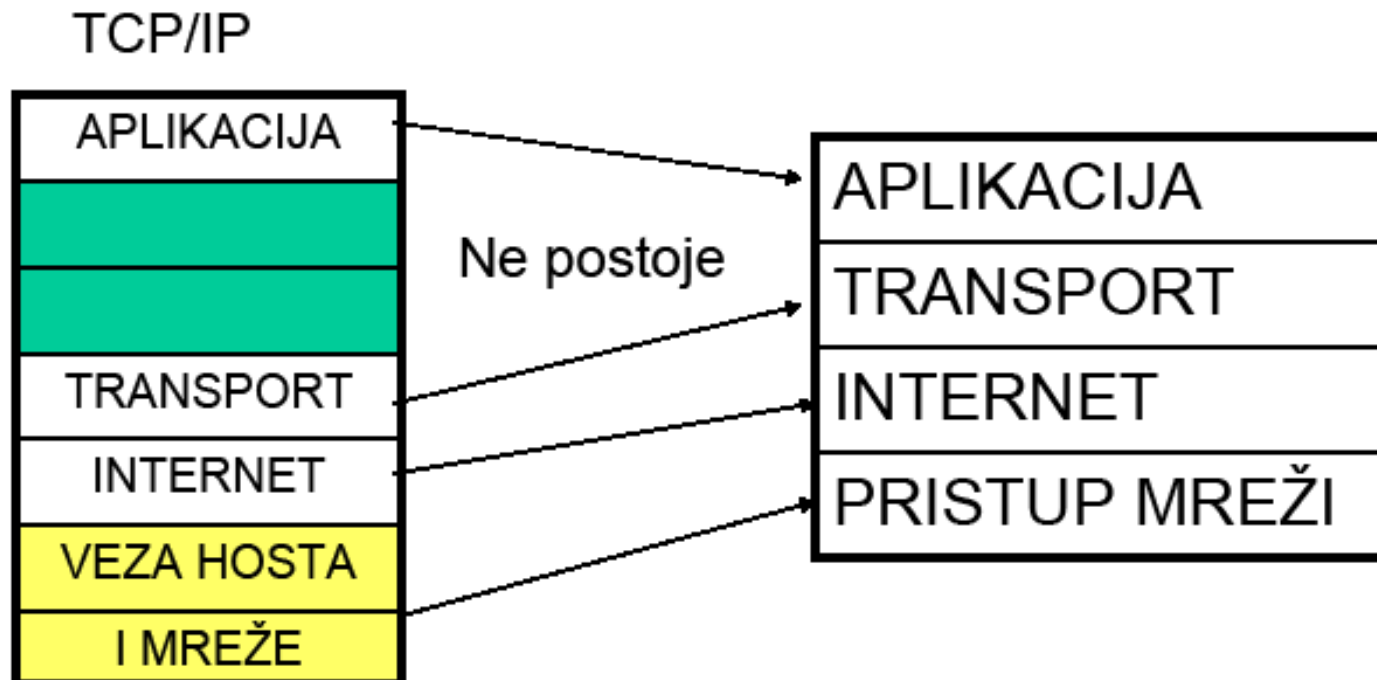 TCP/IP
APLIKACIJA
Ne postoje
TRANSPORT
INTERNET
VEZA HOSTA
I MREŽE
APLIKACIJA
TRANSPORT
INTERNET
PRISTUP MREŽI